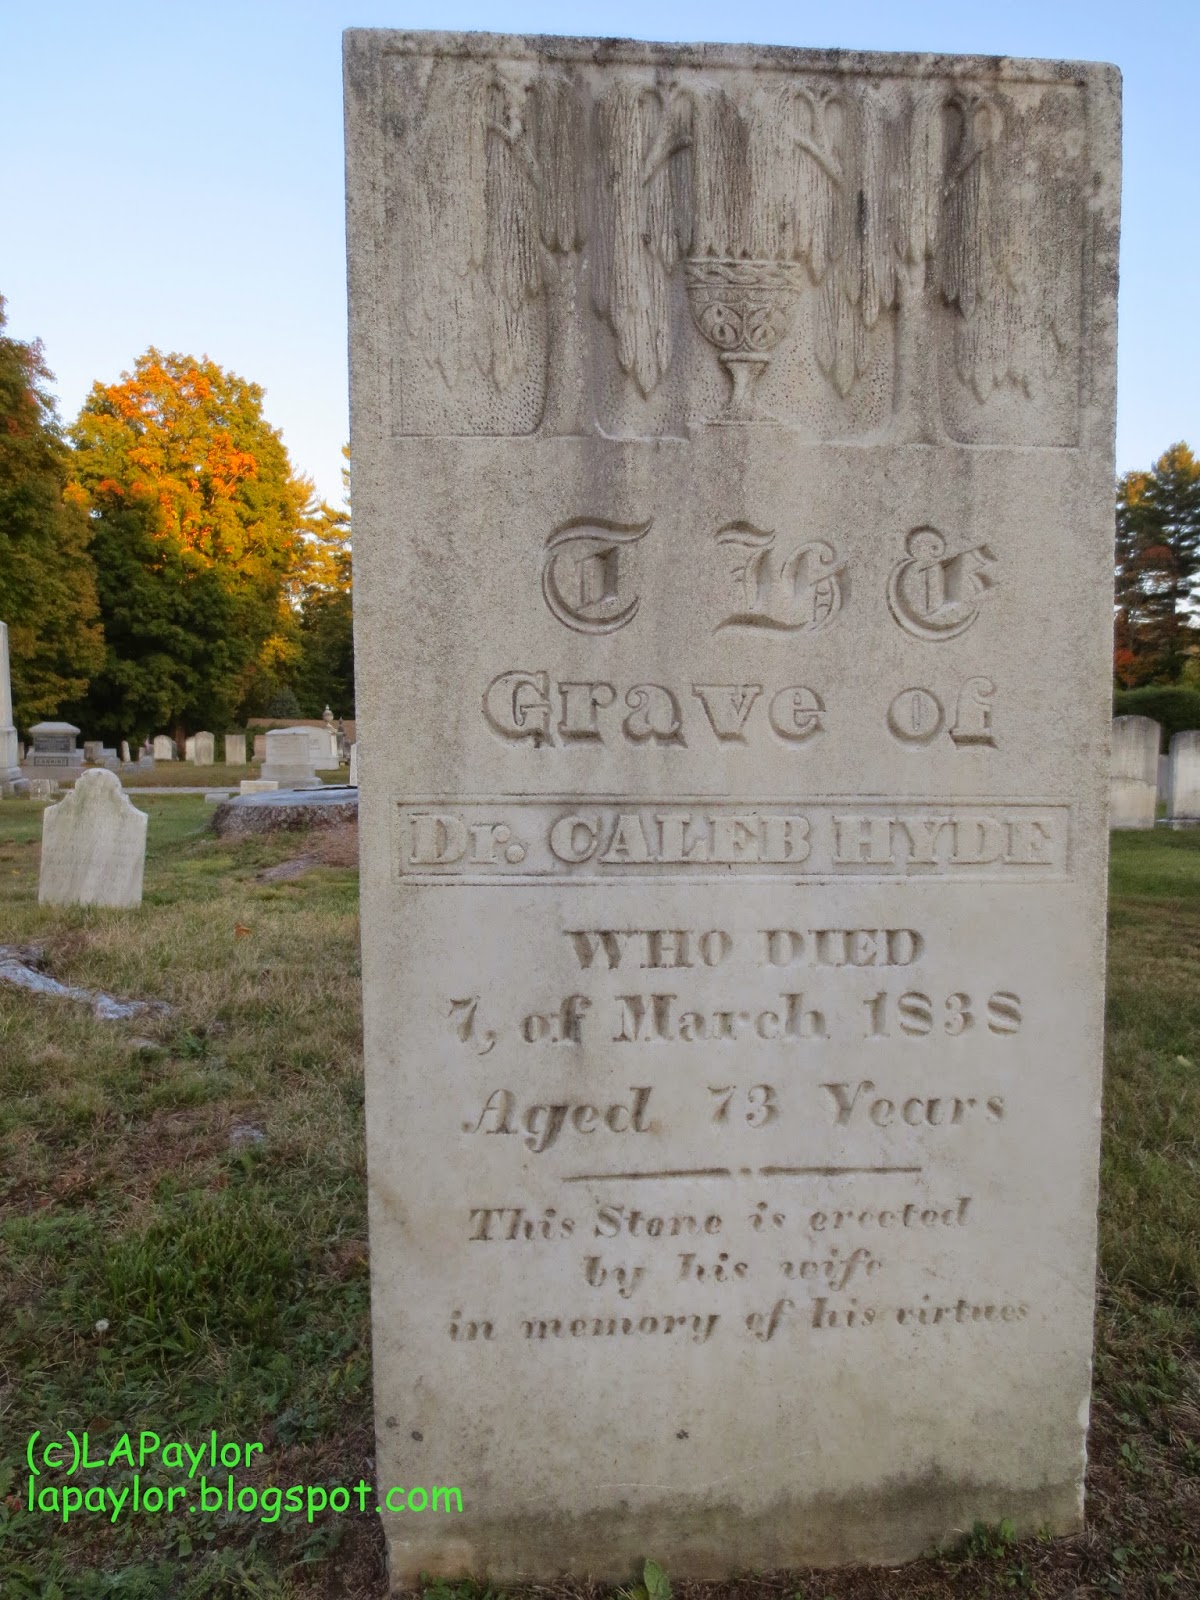 THE
Grave of
Dr. CALEB HYDE
WHO DIED
7, of March 1838
Aged 73 Years
This Stone is erected
by his wife
in memory of his virtues
(c)LAPaylor
lapaylor.blogspot.com